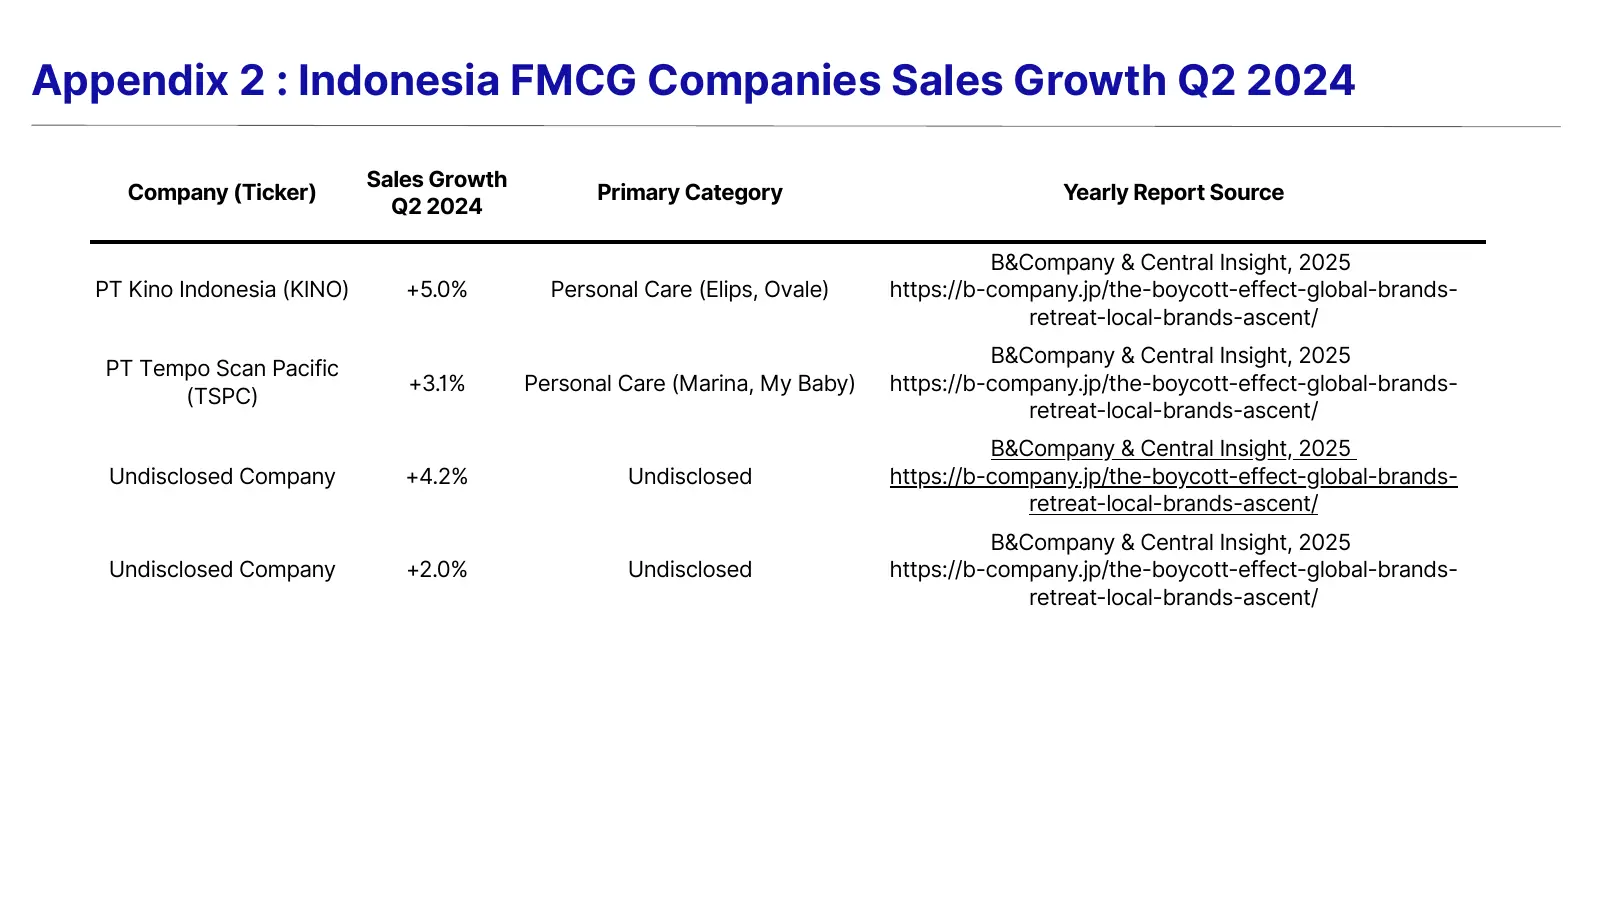 Appendix 2 : Indonesia FMCG Companies Sales Growth Q2 2024
Company (Ticker)
Sales Growth
Q2 2024
Primary Category
Yearly Report Source
PT Kino Indonesia (KINO)
+5.0%
Personal Care (Elips, Ovale)
B&Company & Central Insight, 2025
https://b-company.jp/the-boycott-effect-global-brands-
retreat-local-brands-ascent/
PT Tempo Scan Pacific
(TSPC)
+3.1%
Personal Care (Marina, My Baby)
B&Company & Central Insight, 2025
https://b-company.jp/the-boycott-effect-global-brands-
retreat-local-brands-ascent/
Undisclosed Company
+4.2%
Undisclosed
B&Company & Central Insight, 2025
https://b-company.jp/the-boycott-effect-global-brands-
retreat-local-brands-ascent/
Undisclosed Company
+2.0%
Undisclosed
B&Company & Central Insight, 2025
https://b-company.jp/the-boycott-effect-global-brands-
retreat-local-brands-ascent/